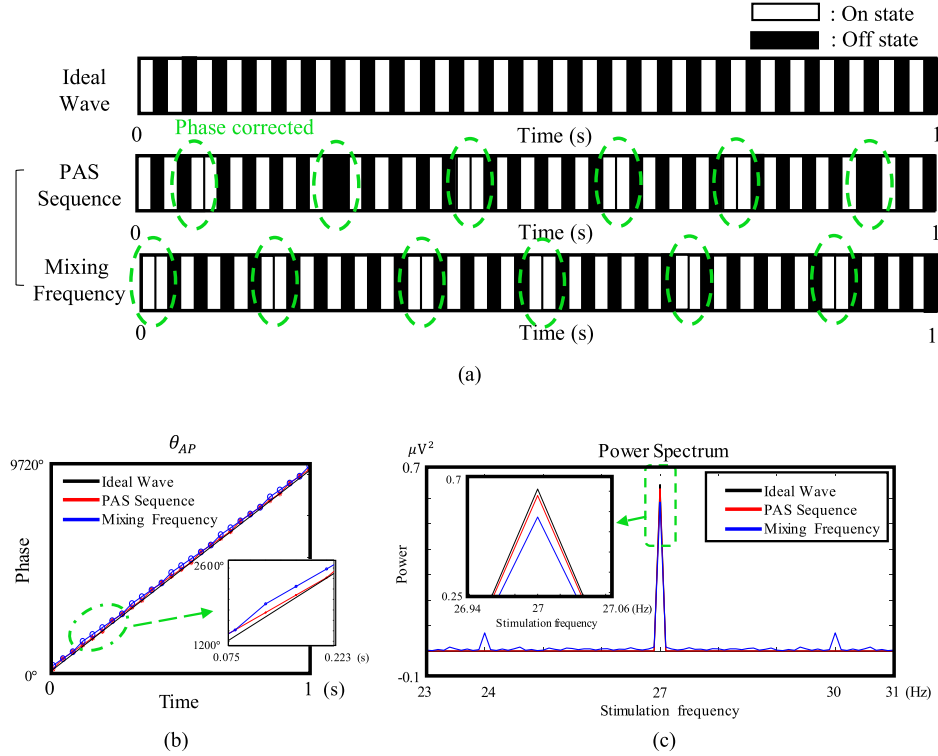 : On state
: Off state
Ideal
Wave
0 Time (s) 1
Phase corrected
PAS
Sequence
0 Time (s) 1
Mixing
Frequency
0 Time (s) 1
(a)
θ_AP
9720°
Ideal Wave
PAS Sequence
Mixing Frequency
Phase
2600°
1200°
0.075 0.223 (s)
0°
0 1 (s)
Time
(b)
μV²
Power Spectrum
0.7
0.7
Ideal Wave
PAS Sequence
Mixing Frequency
Power
0.25
26.94 27 27.06 (Hz)
Stimulation frequency
-0.1
23 24 27 30 31 (Hz)
Stimulation frequency
(c)